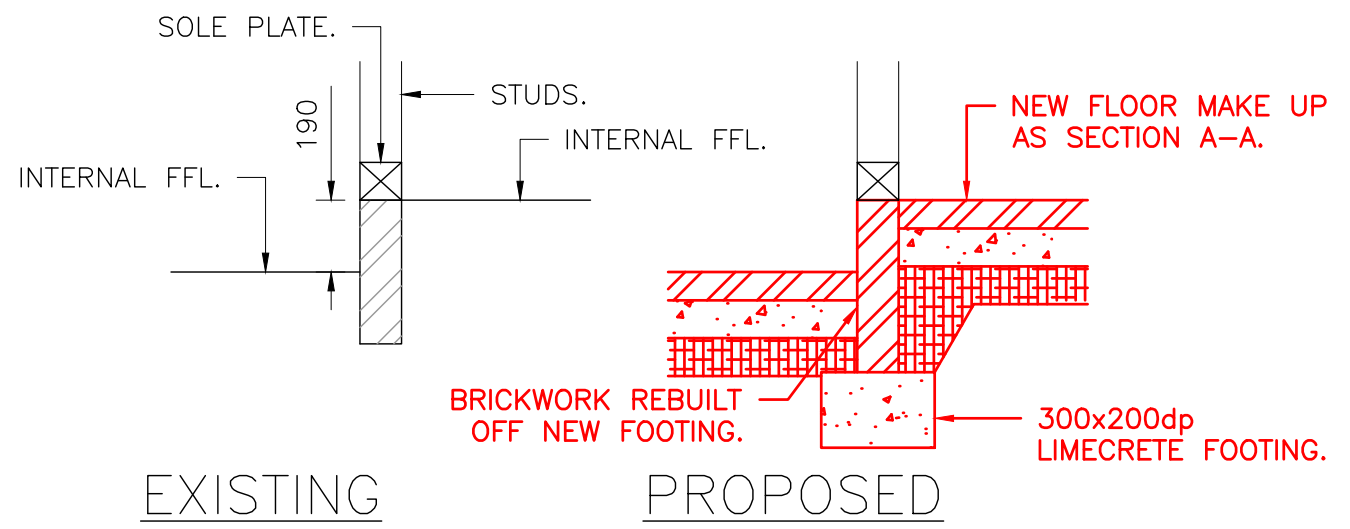 SOLE PLATE.
STUDS.
190
INTERNAL FFL.
INTERNAL FFL.
EXISTING
NEW FLOOR MAKE UP
AS SECTION A-A.
BRICKWORK REBUILT
OFF NEW FOOTING.
300x200dp
LIMECRETE FOOTING.
PROPOSED